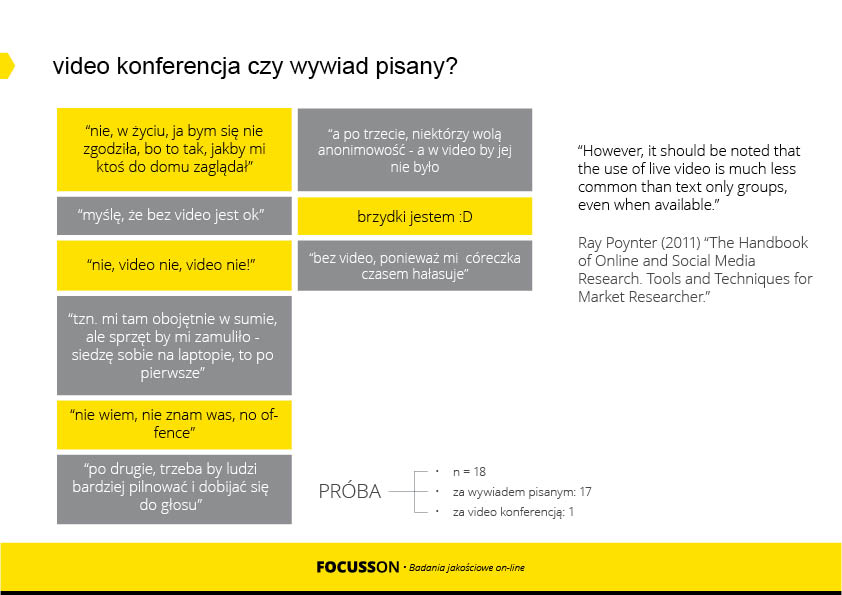 video konferencja czy wywiad pisany?
“nie, w życiu, ja bym się nie
zgodziła, bo to tak, jakby mi
ktoś do domu zaglądał”
“myślę, że bez video jest ok”
“nie, video nie, video nie!”
“tzn. mi tam obojętnie w sumie,
ale sprzęt by mi zamuliło -
siedzę sobie na laptopie, to po
pierwsze”
“nie wiem, nie znam was, no of-
fence”
“po drugie, trzeba by ludzi
bardziej pilnować i dobijać się
do głosu”
“a po trzecie, niektórzy wolą
anonimowość - a w video by jej
nie było
brzydki jestem :D
“bez video, ponieważ mi córeczka
czasem hałasuje”
“However, it should be noted that
the use of live video is much less
common than text only groups,
even when available.”
Ray Poynter (2011) “The Handbook
of Online and Social Media
Research. Tools and Techniques for
Market Researcher.”
PRÓBA
• n = 18
• za wywiadem pisanym: 17
• za video konferencją: 1
FOCUSSON • Badania jakościowe on-line